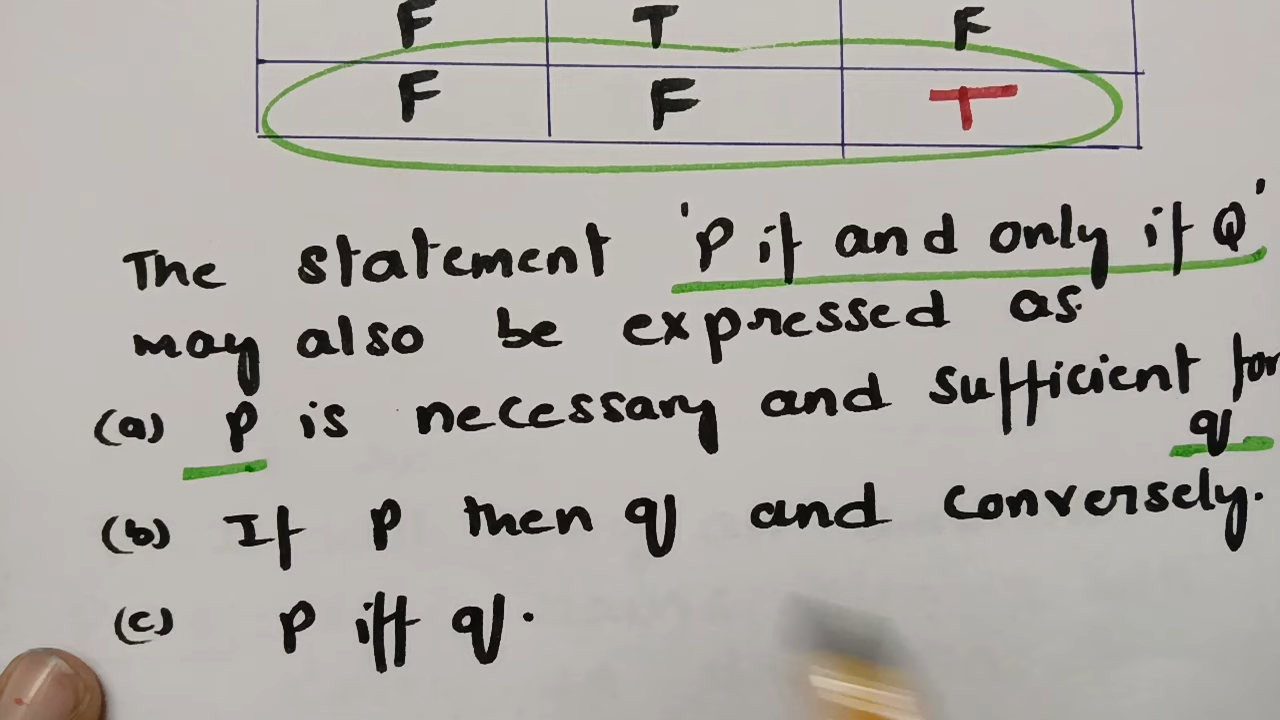 F T F
F F T
The statement 'P if and only if Q'
may also be expressed as
(a) P is necessary and sufficient for
q
(b) If P then q and conversely.
(c) P iff q.